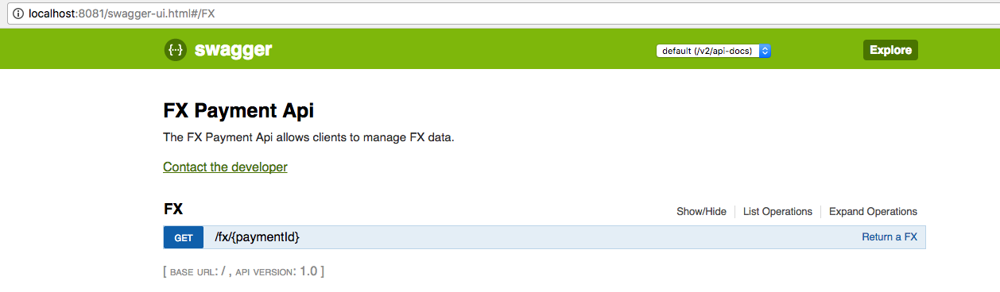 localhost:8081/swagger-ui.html#/FX
{··} swagger default (/v2/api-docs) Explore
FX Payment Api
The FX Payment Api allows clients to manage FX data.
Contact the developer
FX Show/Hide List Operations Expand Operations
GET /fx/{paymentId} Return a FX
[ BASE URL: / , API VERSION: 1.0 ]